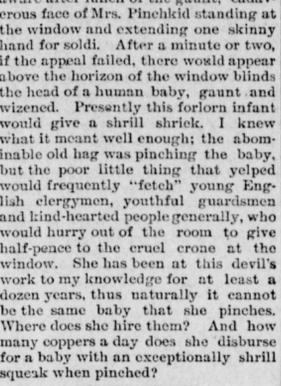 aware after lunch of the gaunt, cadav-
erous face of Mrs. Pinchkid standing at
the window and extending one skinny
hand for soldi. After a minute or two,
if the appeal failed, there would appear
above the horizon of the window blinds
the head of a human baby, gaunt and
wizened. Presently this forlorn infant
would give a shrill shriek. I knew
what it meant well enough; the abom-
inable old hag was pinching the baby,
but the poor little thing that yelped
would frequently "fetch" young Eng-
lish clergymen, youthful guardsmen
and kind-hearted people generally, who
would hurry out of the room to give
half-pence to the cruel crone at the
window. She has been at this devil's
work to my knowledge for at least a
dozen years, thus naturally it cannot
be the same baby that she pinches.
Where does she hire them? And how
many coppers a day does she disburse
for a baby with an exceptionally shrill
squeak when pinched?